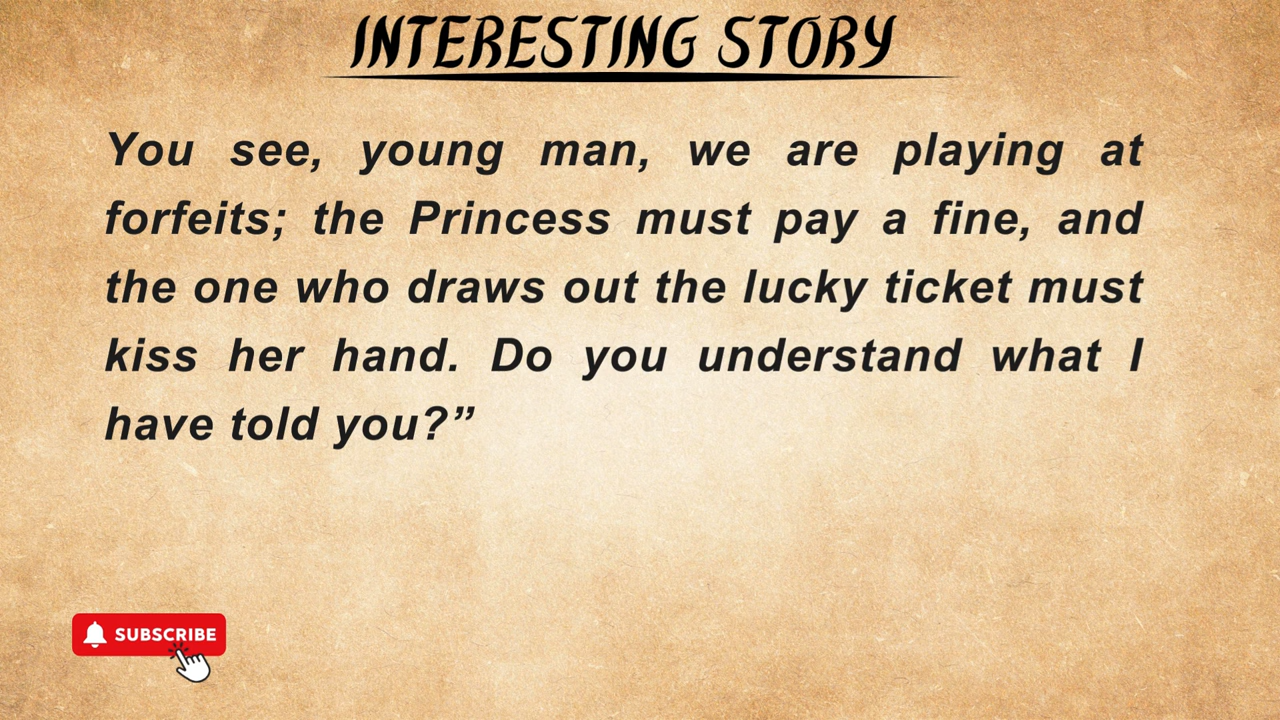 INTERESTING STORY
You see, young man, we are playing at
forfeits; the Princess must pay a fine, and
the one who draws out the lucky ticket must
kiss her hand. Do you understand what I
have told you?”
SUBSCRIBE